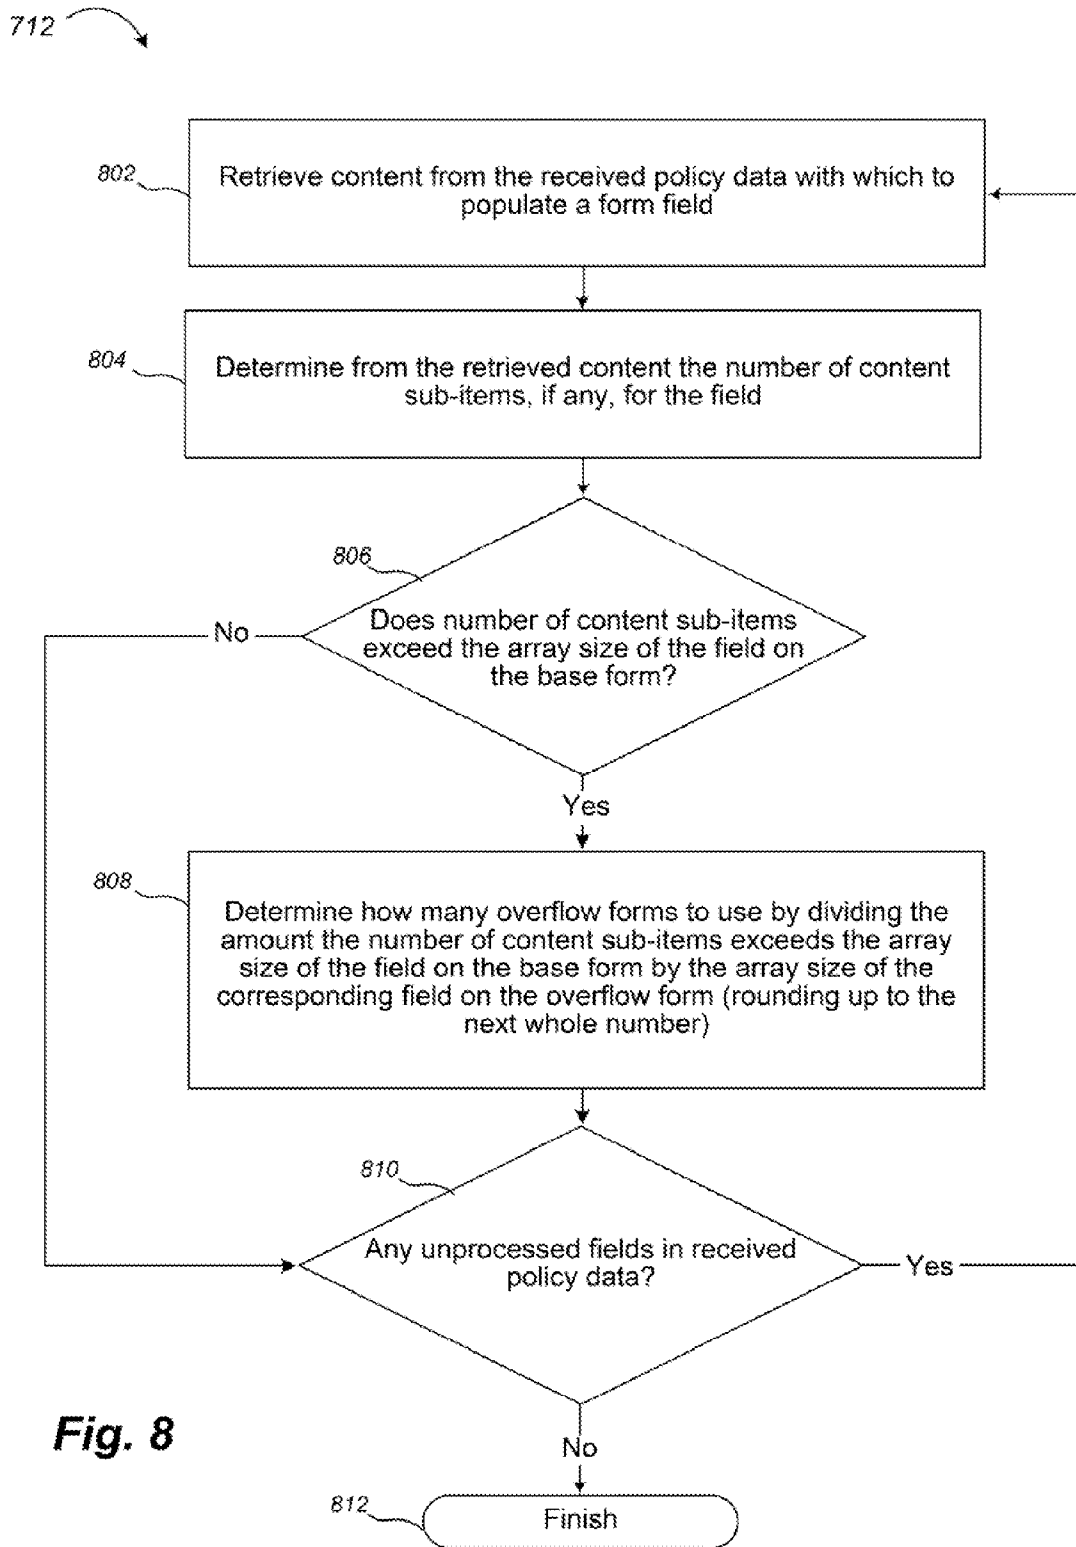 712
802
Retrieve content from the received policy data with which to
populate a form field
804
Determine from the retrieved content the number of content
sub-items, if any, for the field
806
Does number of content sub-items
exceed the array size of the field on
the base form?
No
Yes
808
Determine how many overflow forms to use by dividing the
amount the number of content sub-items exceeds the array
size of the field on the base form by the array size of the
corresponding field on the overflow form (rounding up to the
next whole number)
810
Any unprocessed fields in received
policy data?
Yes
No
Fig. 8
812
Finish